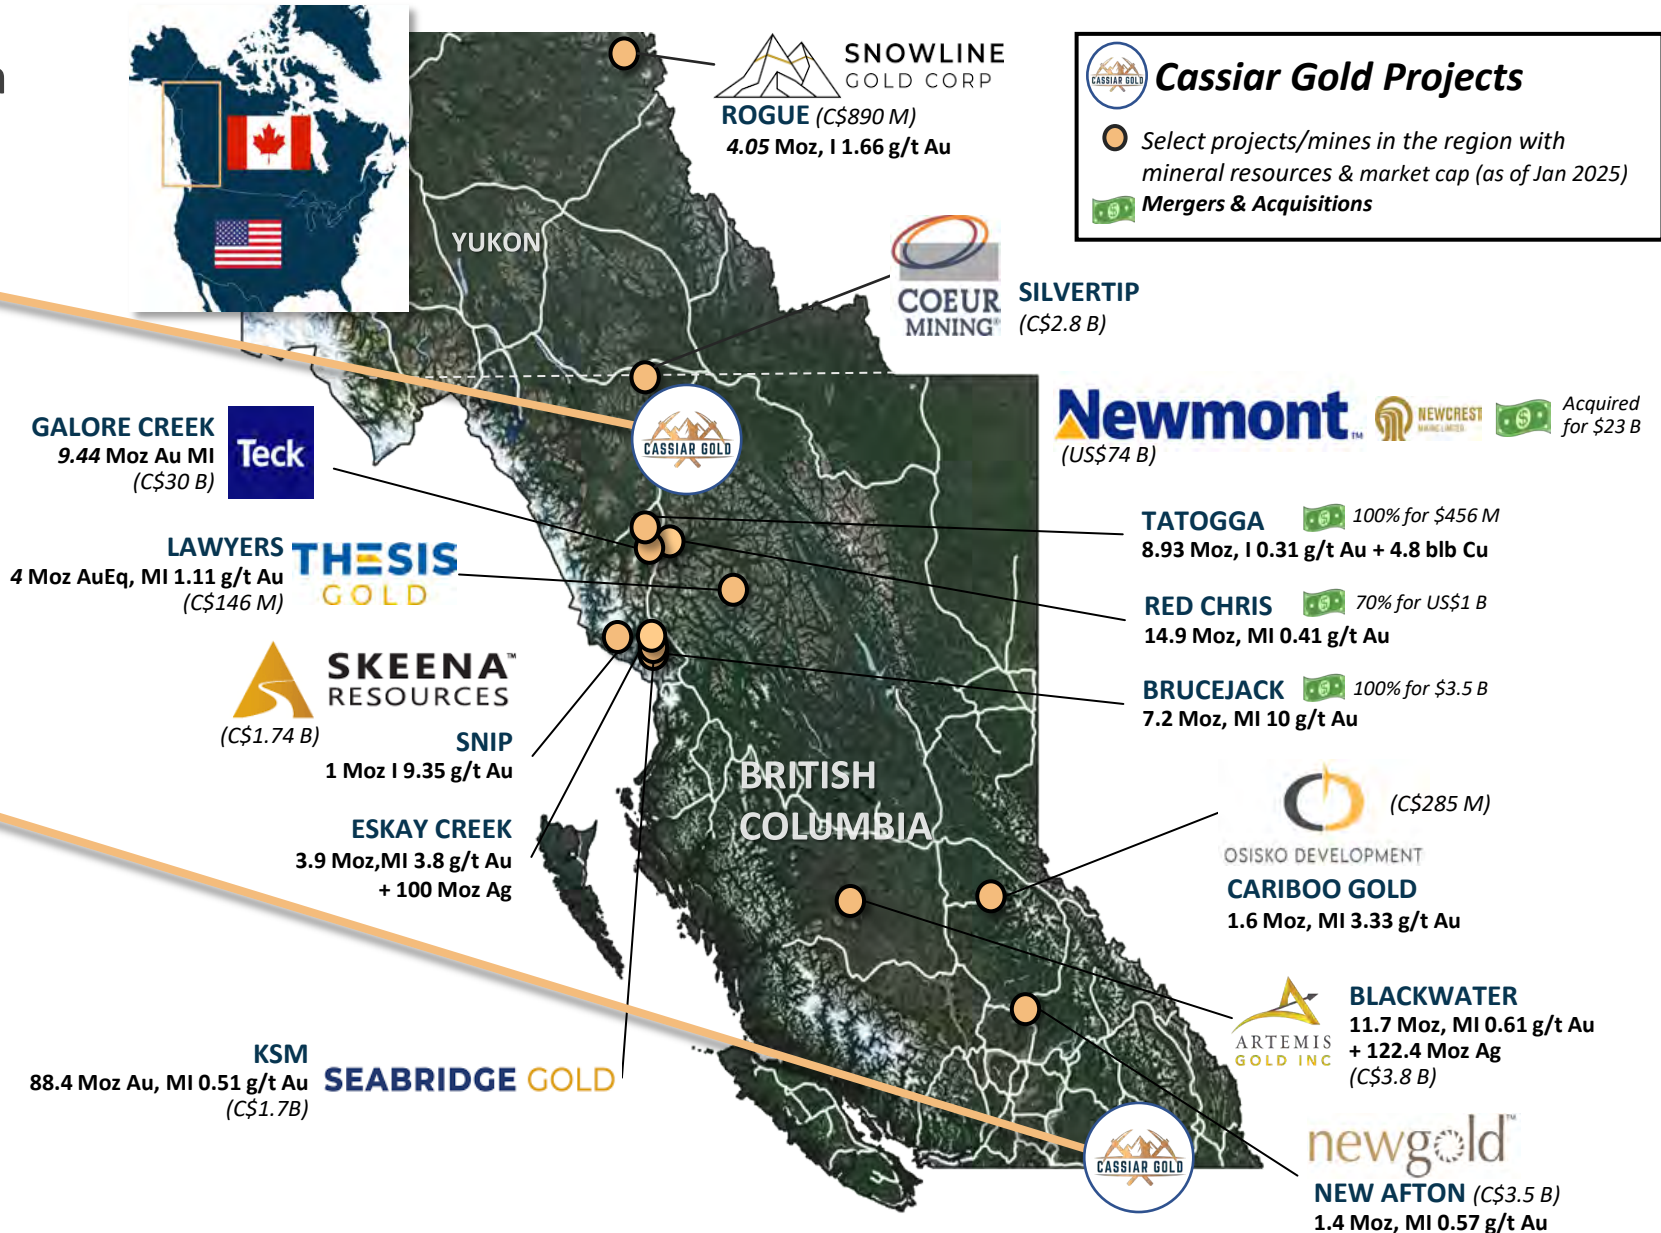 n
SNOWLINE
GOLD CORP
ROGUE (C$890 M)
4.05 Moz, I 1.66 g/t Au
CASSIAR GOLD
Cassiar Gold Projects
Select projects/mines in the region with
mineral resources & market cap (as of Jan 2025)
Mergers & Acquisitions
YUKON
COEUR
MINING®
SILVERTIP
(C$2.8 B)
CASSIAR GOLD
Newmont™
(US$74 B)
NEWCREST
MINING LIMITED
Acquired
for $23 B
GALORE CREEK
9.44 Moz Au MI
(C$30 B)
Teck
TATOGGA
100% for $456 M
8.93 Moz, I 0.31 g/t Au + 4.8 blb Cu
LAWYERS
4 Moz AuEq, MI 1.11 g/t Au
(C$146 M)
THESIS
GOLD
RED CHRIS
70% for US$1 B
14.9 Moz, MI 0.41 g/t Au
SKEENA™
RESOURCES
(C$1.74 B)
BRUCEJACK
100% for $3.5 B
7.2 Moz, MI 10 g/t Au
SNIP
1 Moz I 9.35 g/t Au
BRITISH
COLUMBIA
(C$285 M)
OSISKO DEVELOPMENT
CARIBOO GOLD
1.6 Moz, MI 3.33 g/t Au
ESKAY CREEK
3.9 Moz,MI 3.8 g/t Au
+ 100 Moz Ag
ARTEMIS
GOLD INC
BLACKWATER
11.7 Moz, MI 0.61 g/t Au
+ 122.4 Moz Ag
(C$3.8 B)
KSM
88.4 Moz Au, MI 0.51 g/t Au
(C$1.7B)
SEABRIDGE GOLD
CASSIAR GOLD
newgold™
NEW AFTON (C$3.5 B)
1.4 Moz, MI 0.57 g/t Au